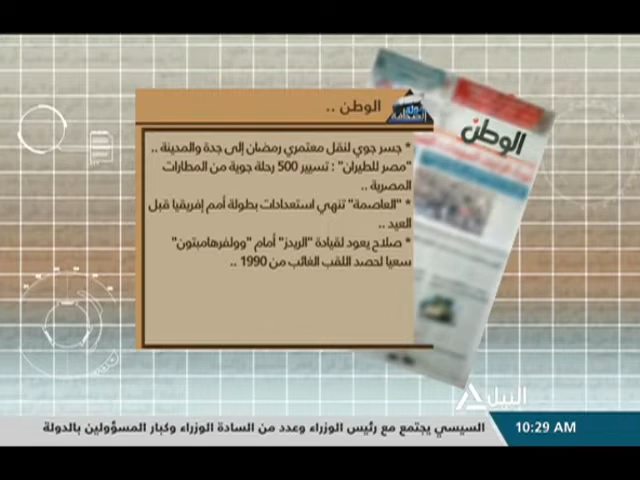 الوطن ..
الصحافة
* جسر جوي لنقل معتمري رمضان إلى جدة والمدينة ..
"مصر للطيران" : تسيير 500 رحلة جوية من المطارات
المصرية ..
* "العاصمة" تنهي استعدادات بطولة أمم إفريقيا قبل
العيد ..
* صلاح يعود لقيادة "الريدز" أمام "وولفرهامبتون"
سعيا لحصد اللقب الغائب من 1990 ..
الوطن
النيل
السيسي يجتمع مع رئيس الوزراء وعدد من السادة الوزراء وكبار المسؤولين بالدولة
10:29 AM